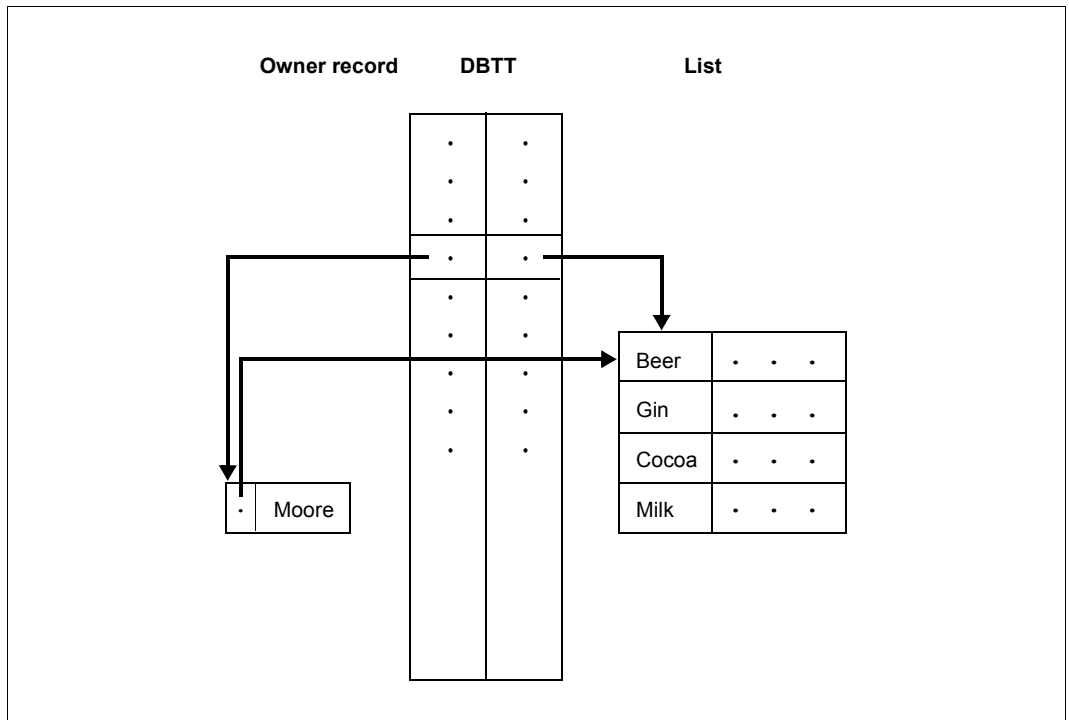 Owner record DBTT List
Beer . . .
Gin . . .
Cocoa . . .
Milk . . .
. Moore